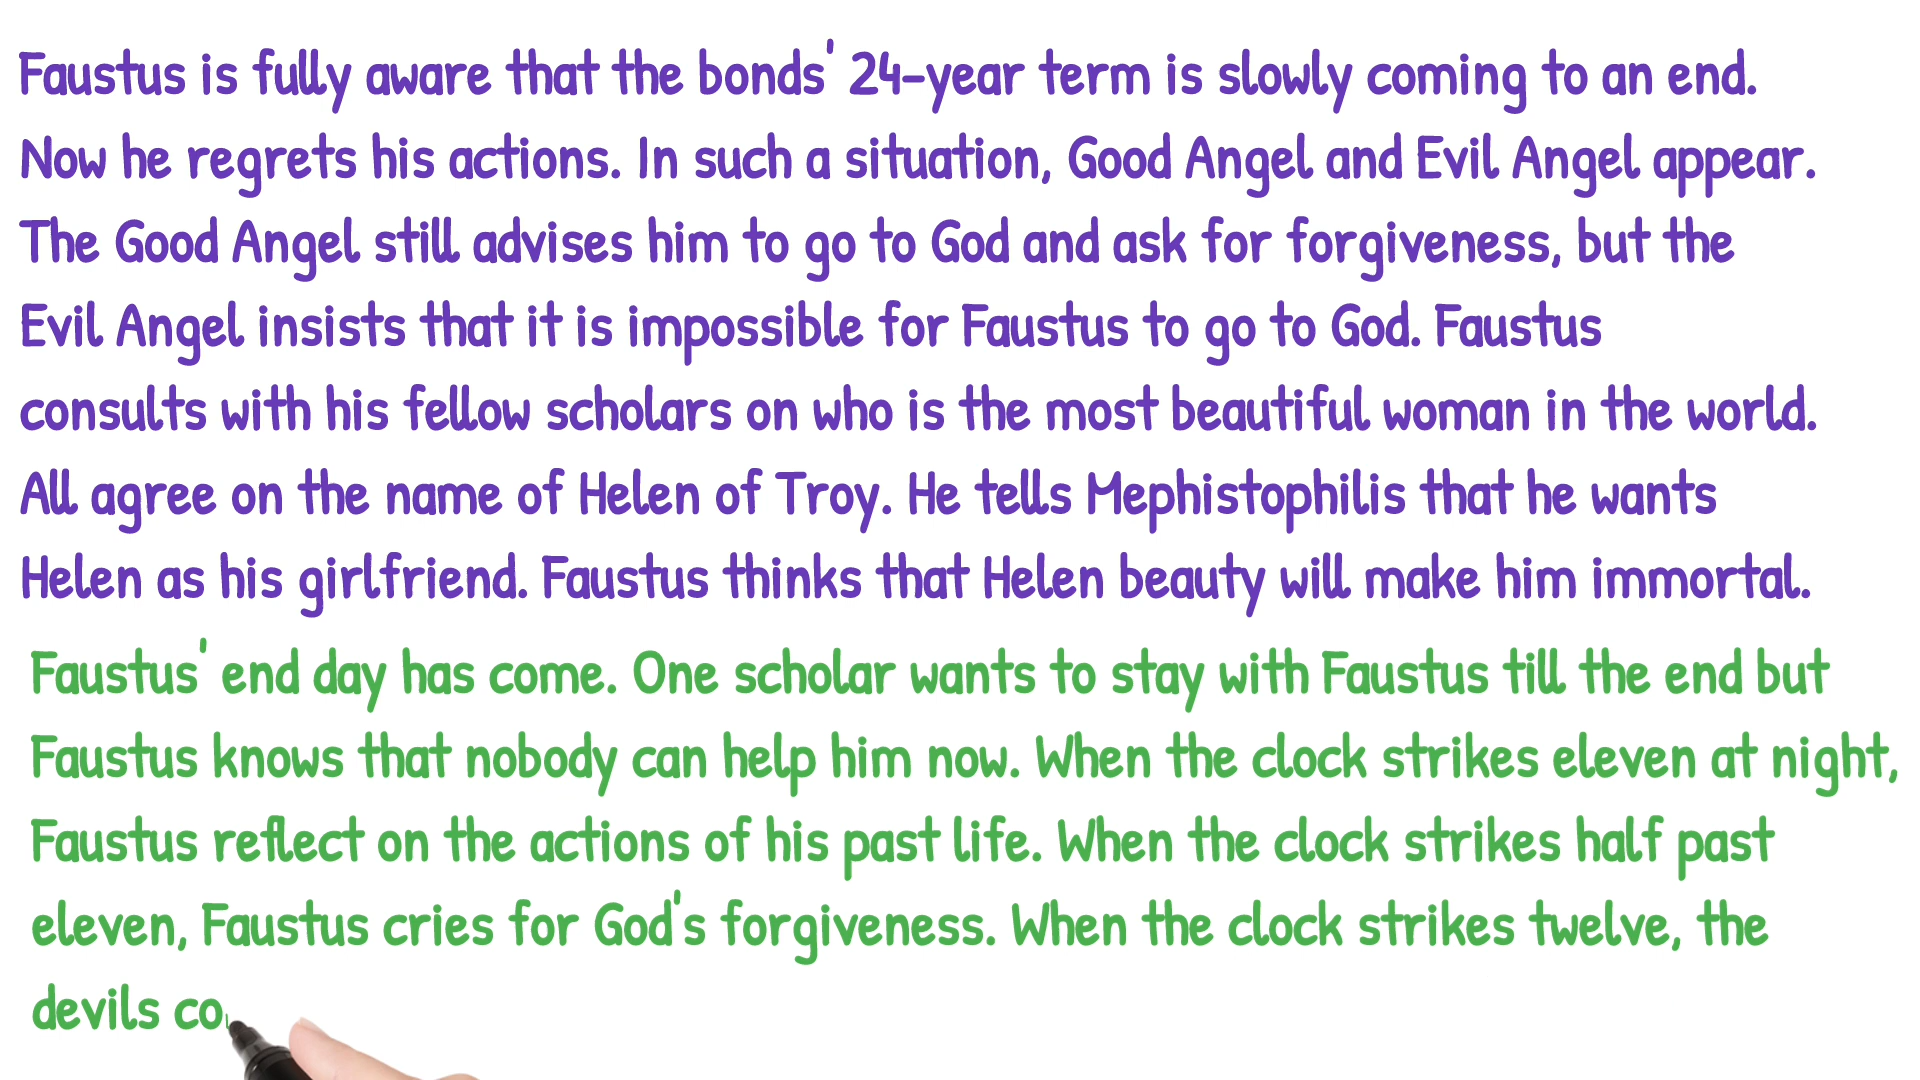 Faustus is fully aware that the bonds' 24-year term is slowly coming to an end.
Now he regrets his actions. In such a situation, Good Angel and Evil Angel appear.
The Good Angel still advises him to go to God and ask for forgiveness, but the
Evil Angel insists that it is impossible for Faustus to go to God. Faustus
consults with his fellow scholars on who is the most beautiful woman in the world.
All agree on the name of Helen of Troy. He tells Mephistophilis that he wants
Helen as his girlfriend. Faustus thinks that Helen beauty will make him immortal.
Faustus' end day has come. One scholar wants to stay with Faustus till the end but
Faustus knows that nobody can help him now. When the clock strikes eleven at night,
Faustus reflect on the actions of his past life. When the clock strikes half past
eleven, Faustus cries for God's forgiveness. When the clock strikes twelve, the
devils co